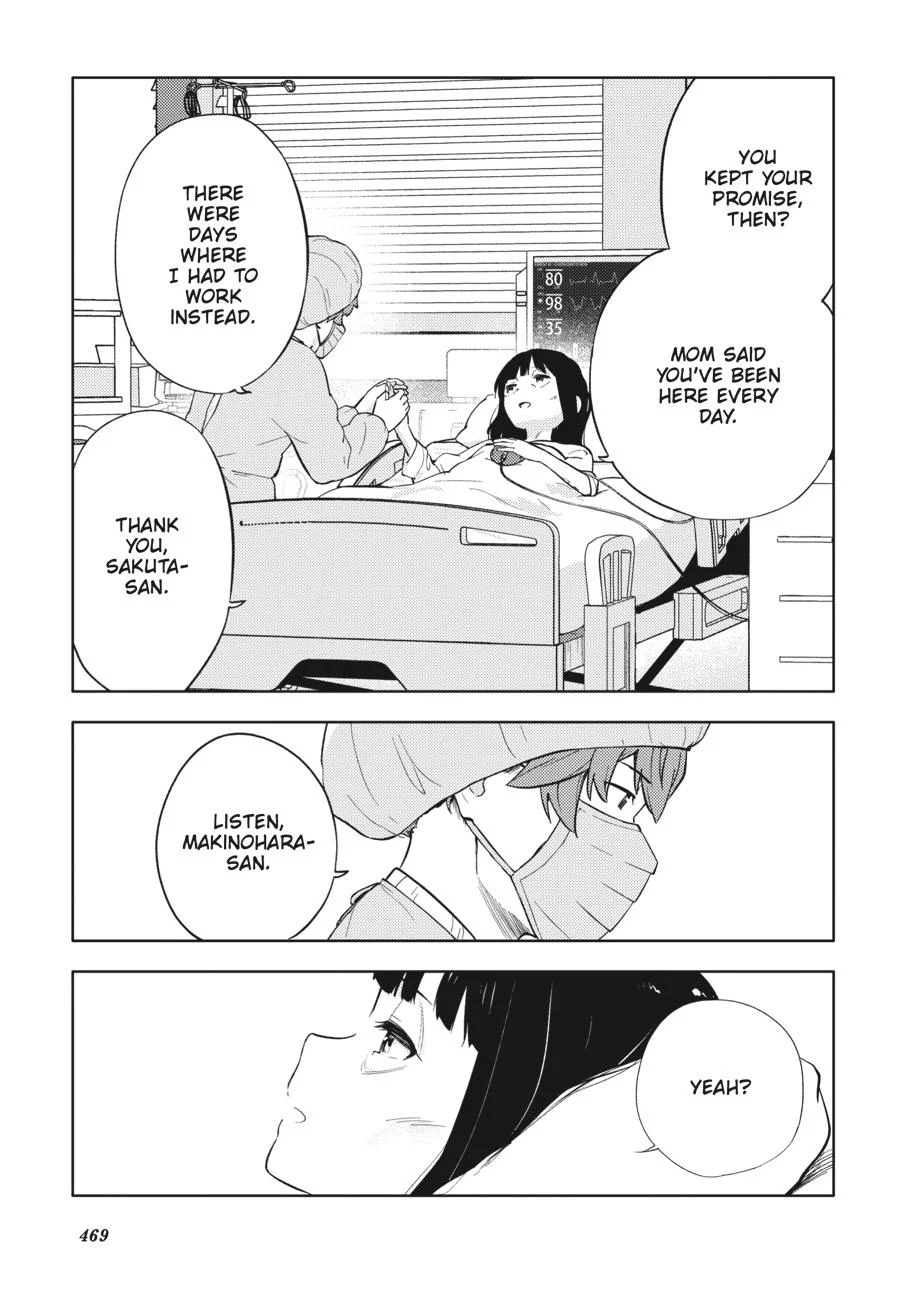 YOU
KEPT YOUR
PROMISE,
THEN?
MOM SAID
YOU'VE BEEN
HERE EVERY
DAY.
THERE
WERE
DAYS
WHERE
I HAD TO
WORK
INSTEAD.
THANK
YOU,
SAKUTA-
SAN.
80
98
35
LISTEN,
MAKINOHARA-
SAN.
YEAH?
469